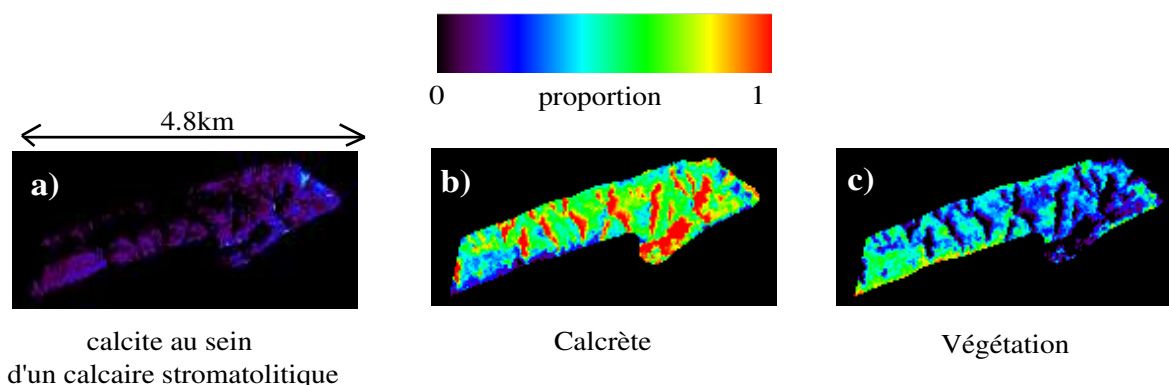 0 proportion 1
4.8km
a) b) c)
calcite au sein
d'un calcaire stromatolitique
Calcrète
Végétation